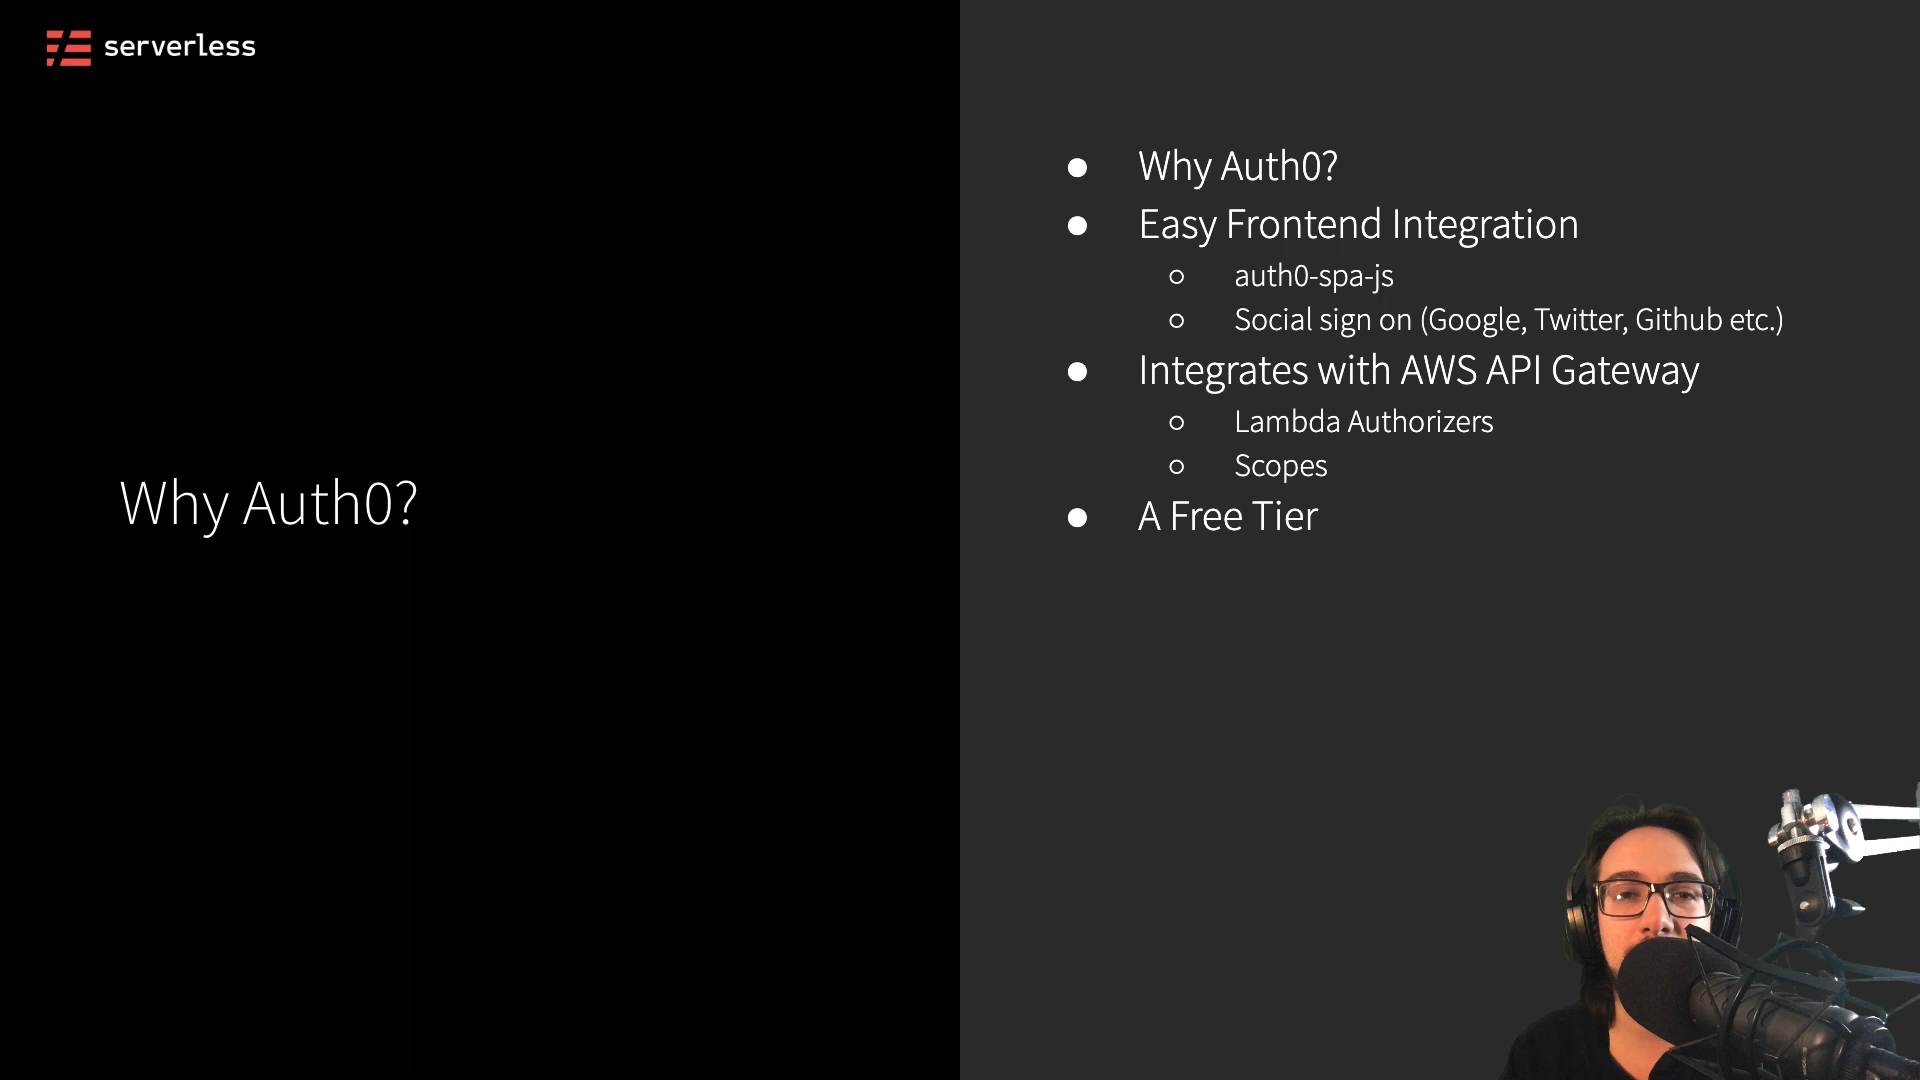 serverless
Why Auth0?
Why Auth0?
Easy Frontend Integration
auth0-spa-js
Social sign on (Google, Twitter, Github etc.)
Integrates with AWS API Gateway
Lambda Authorizers
Scopes
A Free Tier